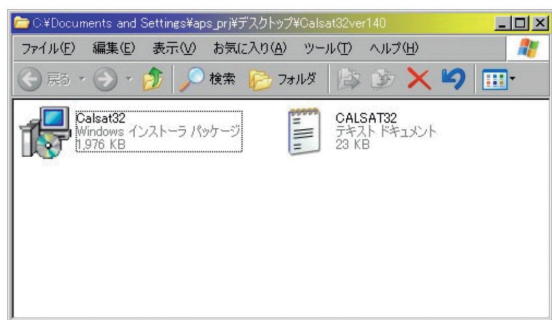 C:¥Documents and Settings¥aps_prj¥デスクトップ¥Calsat32ver140
ファイル(F) 編集(E) 表示(V) お気に入り(A) ツール(T) ヘルプ(H)
戻る 検索 フォルダ
Calsat32
Windows インストーラ パッケージ
1,976 KB
CALSAT32
テキスト ドキュメント
23 KB